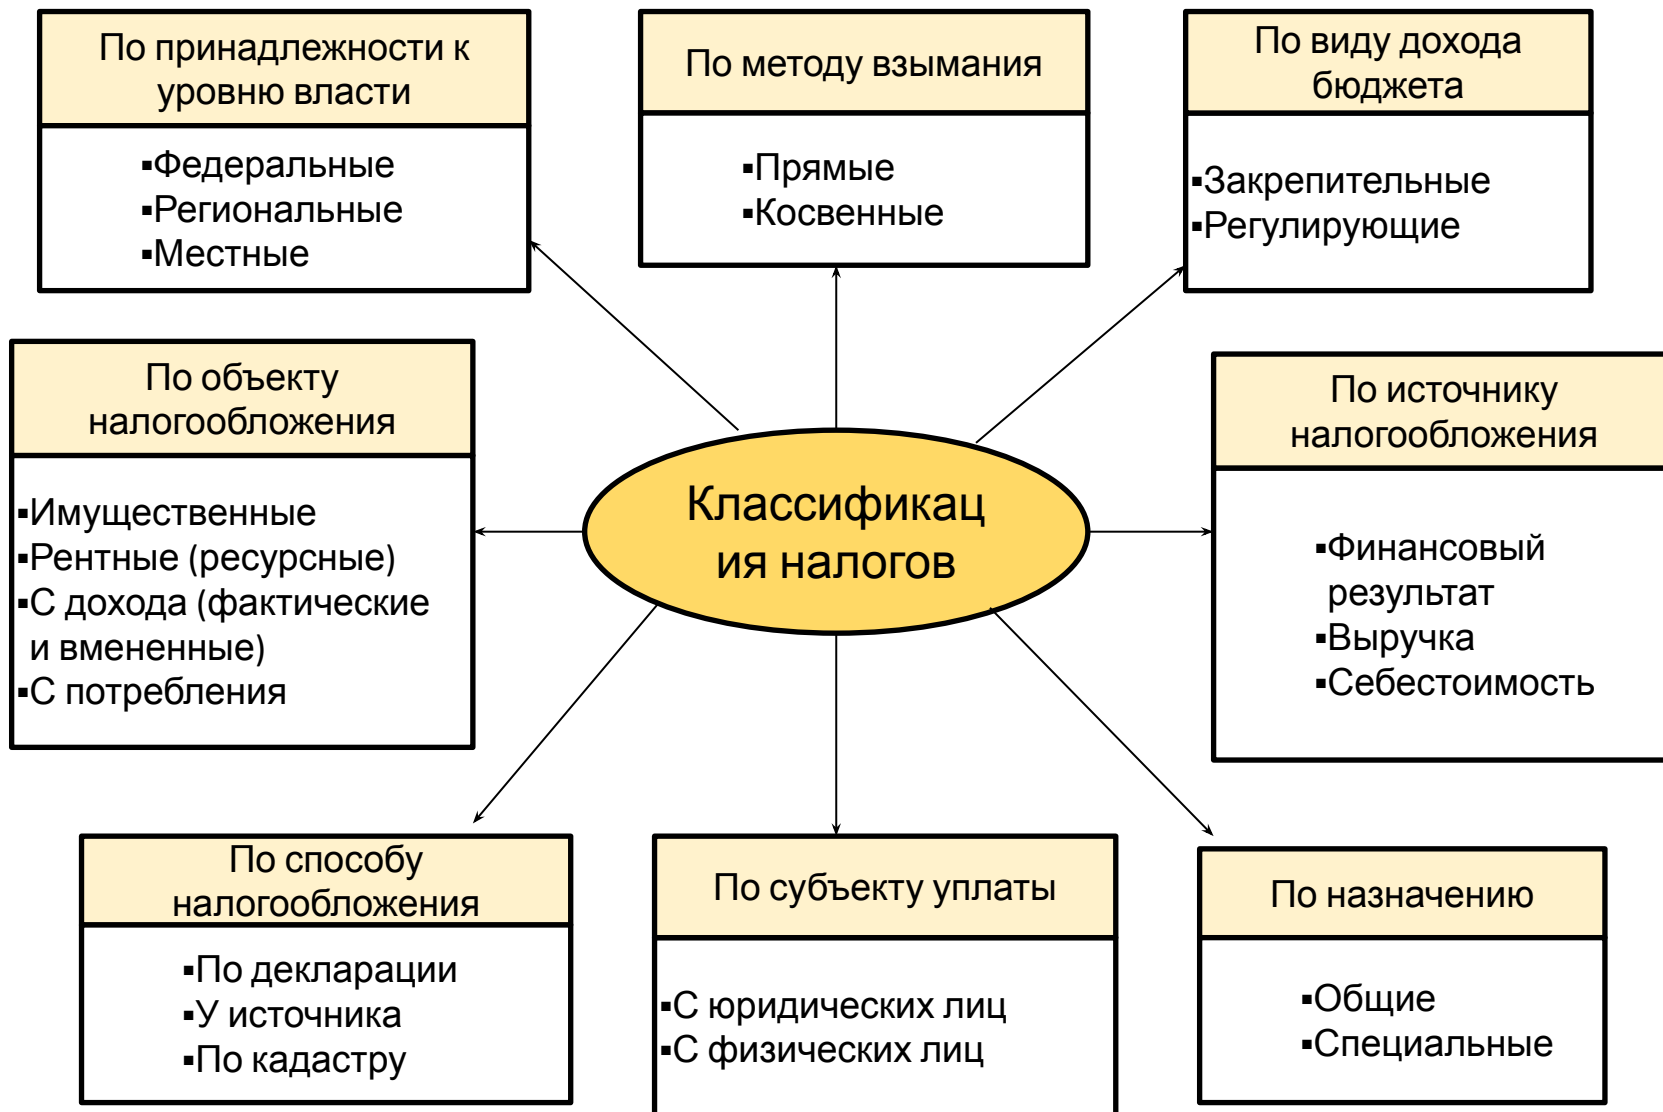 По принадлежности к
уровню власти
▪Федеральные
▪Региональные
▪Местные
По методу взымания
▪Прямые
▪Косвенные
По виду дохода
бюджета
▪Закрепительные
▪Регулирующие
По объекту
налогообложения
▪Имущественные
▪Рентные (ресурсные)
▪С дохода (фактические
и вмененные)
▪С потребления
Классификац
ия налогов
По источнику
налогообложения
▪Финансовый
результат
▪Выручка
▪Себестоимость
По способу
налогообложения
▪По декларации
▪У источника
▪По кадастру
По субъекту уплаты
▪С юридических лиц
▪С физических лиц
По назначению
▪Общие
▪Специальные